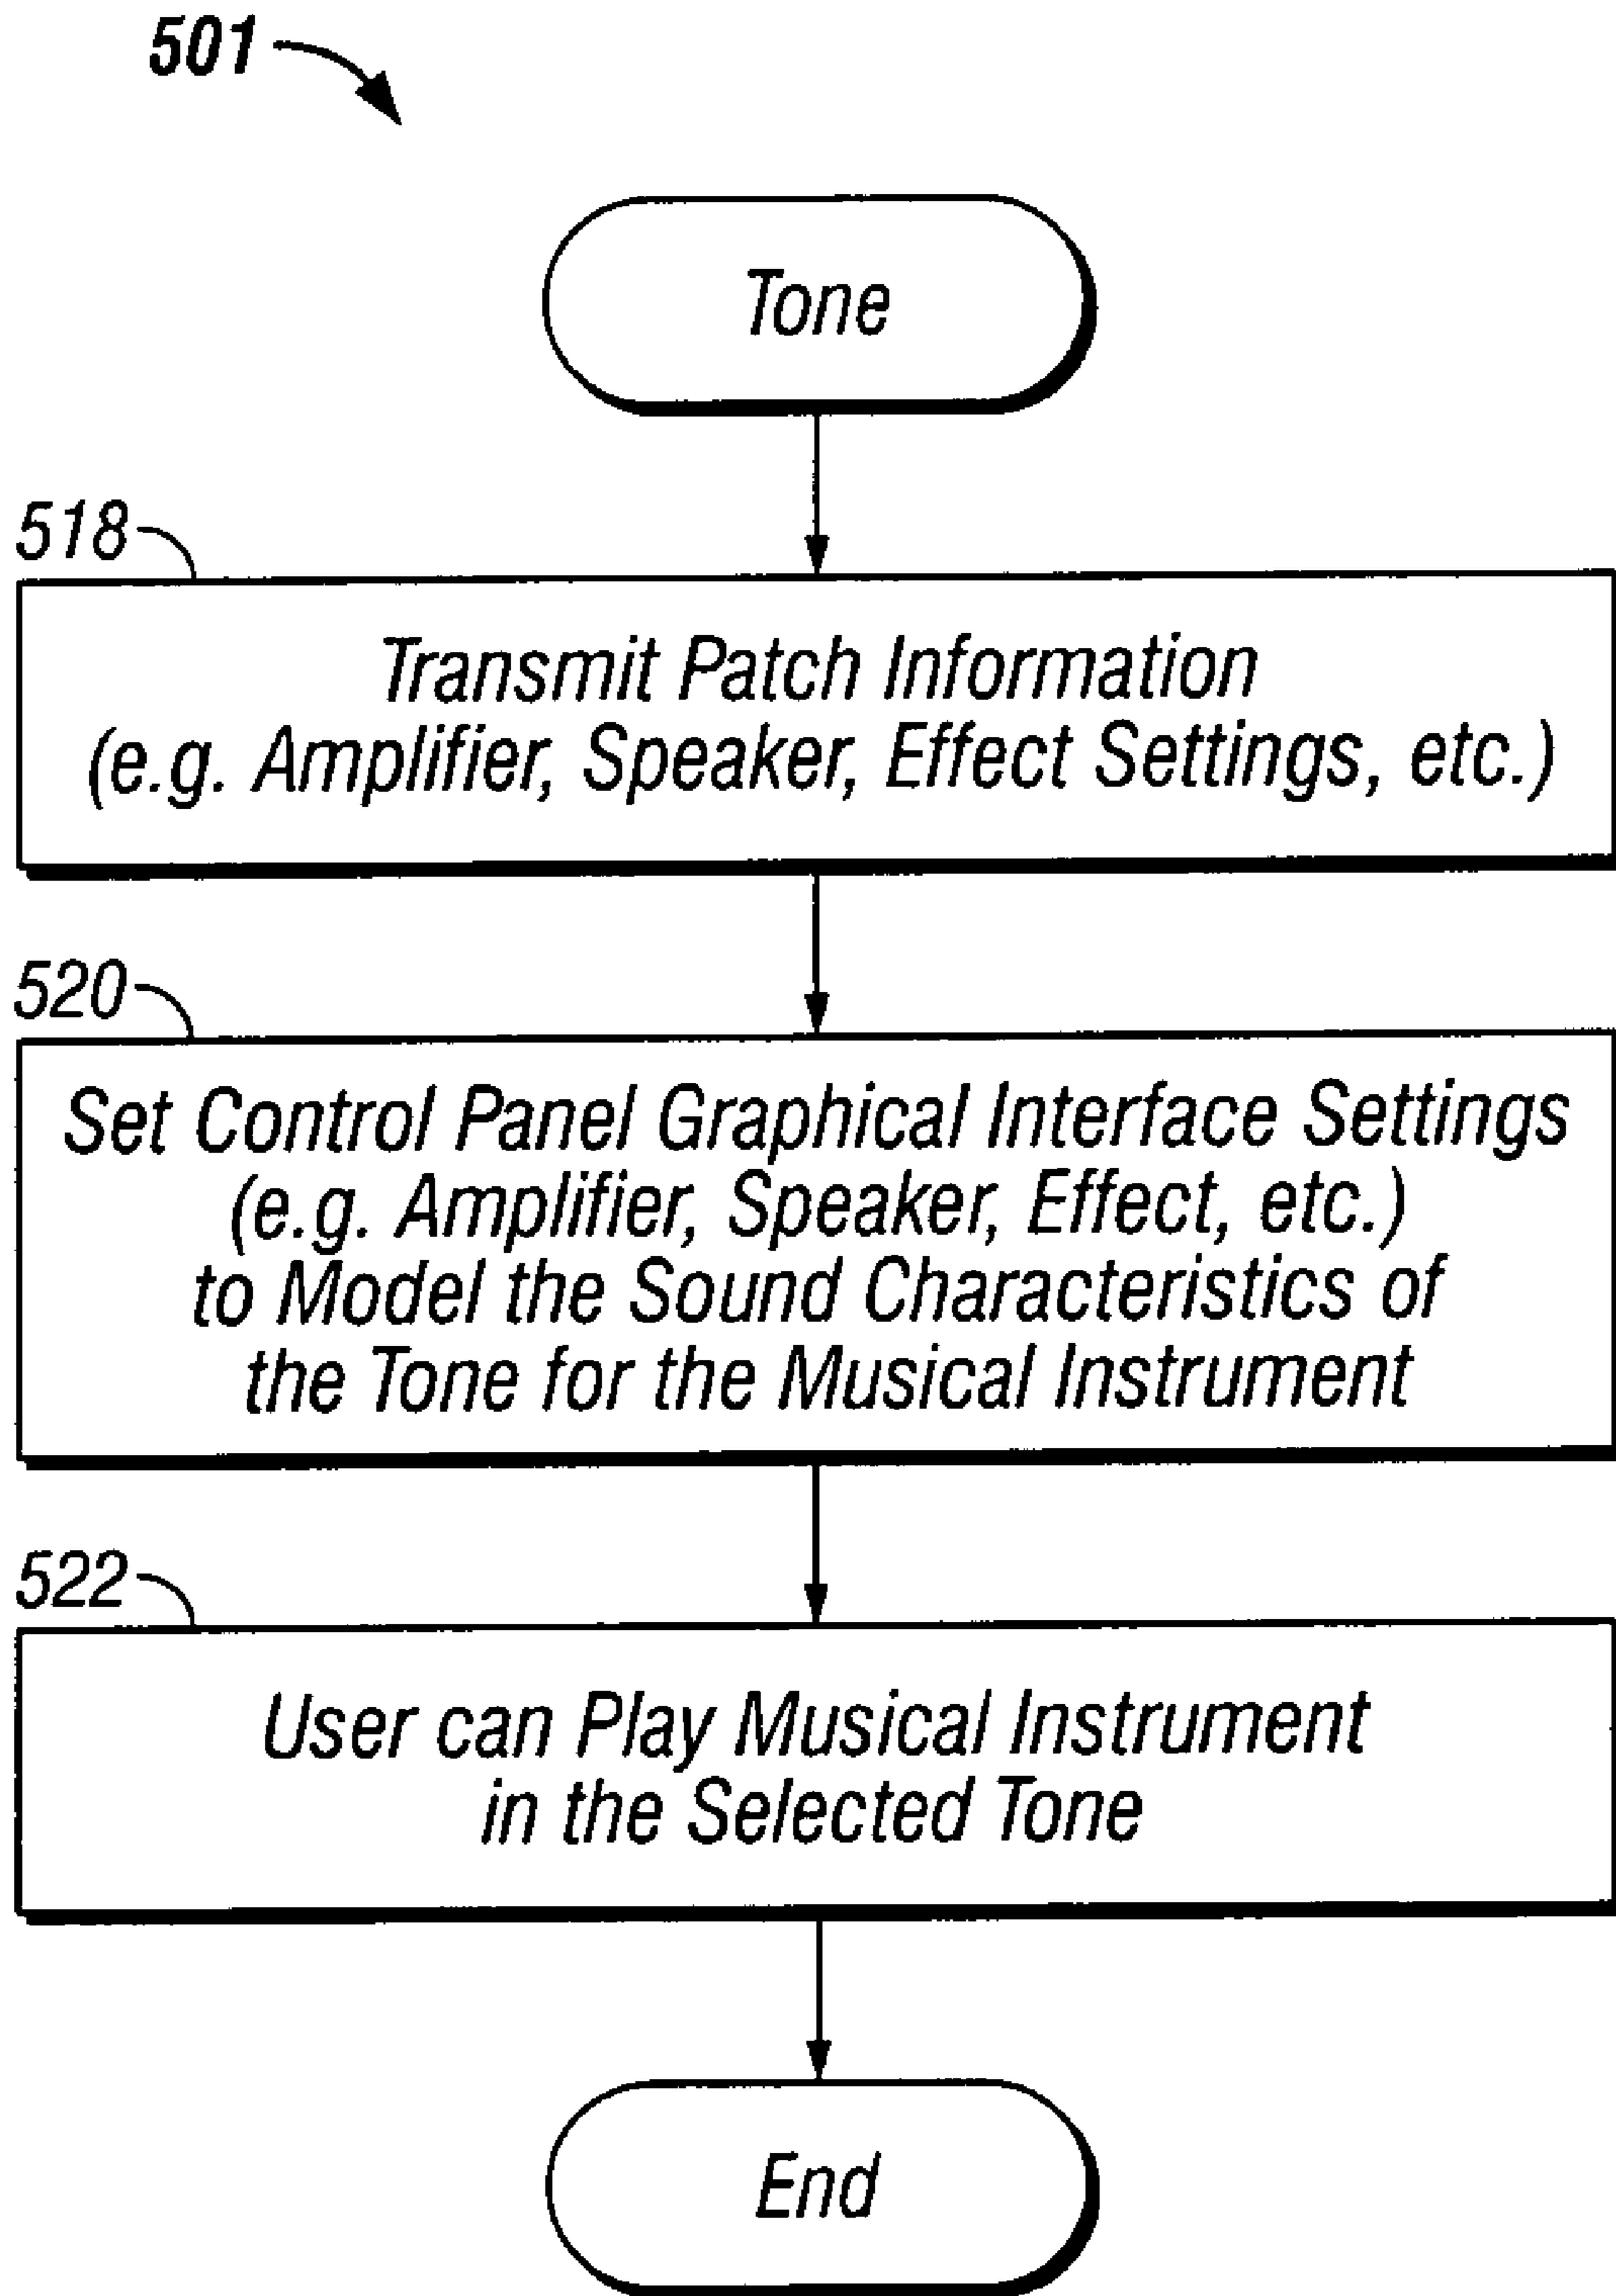 501
Tone
518
Transmit Patch Information
(e.g. Amplifier, Speaker, Effect Settings, etc.)
520
Set Control Panel Graphical Interface Settings
(e.g. Amplifier, Speaker, Effect, etc.)
to Model the Sound Characteristics of
the Tone for the Musical Instrument
522
User can Play Musical Instrument
in the Selected Tone
End